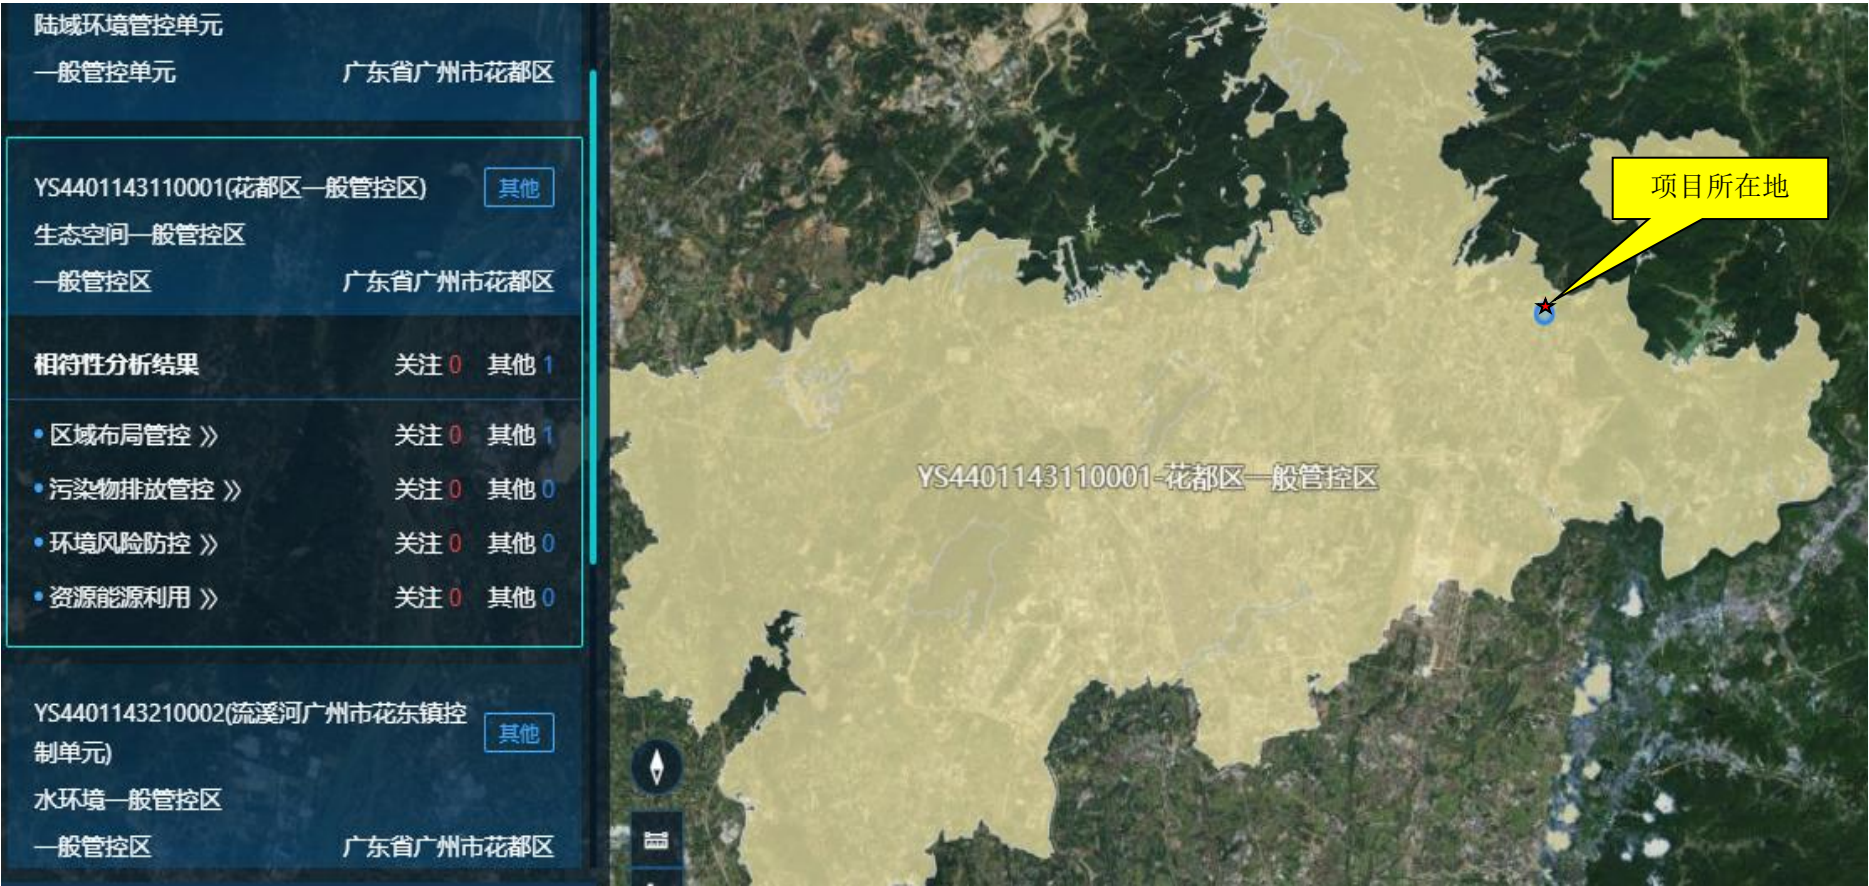 陆域环境管控单元
一般管控单元 广东省广州市花都区
YS4401143110001(花都区一般管控区) 其他
生态空间一般管控区
一般管控区 广东省广州市花都区
相符性分析结果 关注 0 其他 1
区域布局管控 》 关注 0 其他 1
污染物排放管控 》 关注 0 其他 0
环境风险防控 》 关注 0 其他 0
资源能源利用 》 关注 0 其他 0
YS4401143210002(流溪河广州市花东镇控
制单元) 其他
水环境一般管控区
一般管控区 广东省广州市花都区
项目所在地
YS4401143110001-花都区一般管控区